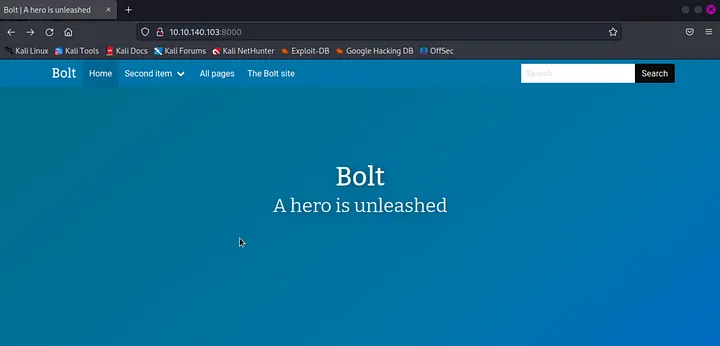 Bolt | A hero is unleashed
10.10.140.103:8000
Kali Linux Kali Tools Kali Docs Kali Forums Kali NetHunter Exploit-DB Google Hacking DB OffSec
Bolt Home Second item All pages The Bolt site Search Search
Bolt
A hero is unleashed